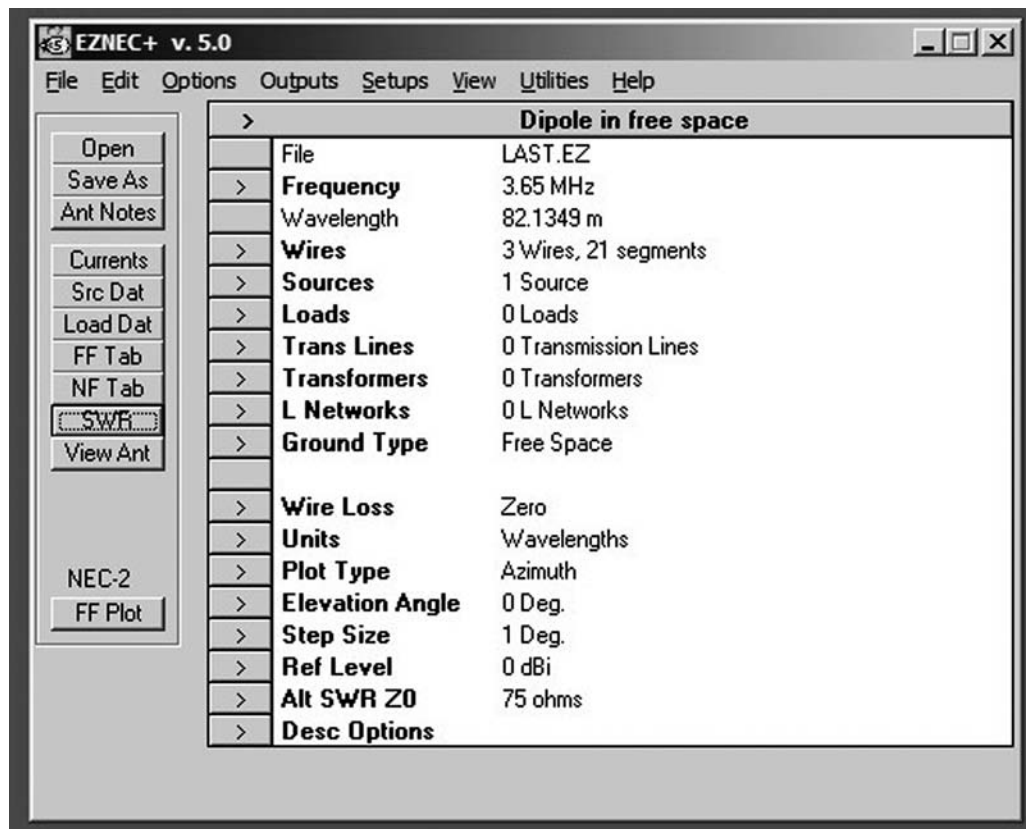 EZNEC+ v. 5.0
File Edit Options Outputs Setups View Utilities Help
> Dipole in free space
Open
Save As
Ant Notes
Currents
Src Dat
Load Dat
FF Tab
NF Tab
SWR
View Ant
NEC-2
FF Plot
File LAST.EZ
> Frequency 3.65 MHz
Wavelength 82.1349 m
> Wires 3 Wires, 21 segments
> Sources 1 Source
> Loads 0 Loads
> Trans Lines 0 Transmission Lines
> Transformers 0 Transformers
> L Networks 0 L Networks
> Ground Type Free Space
> Wire Loss Zero
> Units Wavelengths
> Plot Type Azimuth
> Elevation Angle 0 Deg.
> Step Size 1 Deg.
> Ref Level 0 dBi
> Alt SWR Z0 75 ohms
> Desc Options